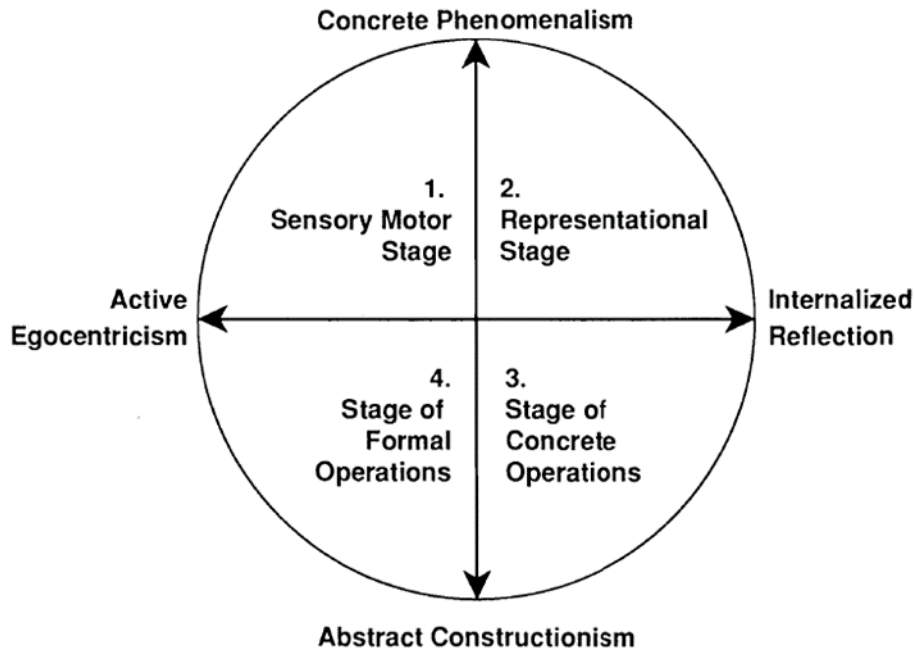 Concrete Phenomenalism
1.
Sensory Motor
Stage
2.
Representational
Stage
Active
Egocentricism
Internalized
Reflection
4.
Stage of
Formal
Operations
3.
Stage of
Concrete
Operations
Abstract Constructionism